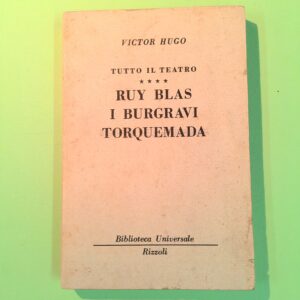 VICTOR HUGO
TUTTO IL TEATRO
★★★★
RUY BLAS
I BURGRAVI
TORQUEMADA
Biblioteca Universale
Rizzoli